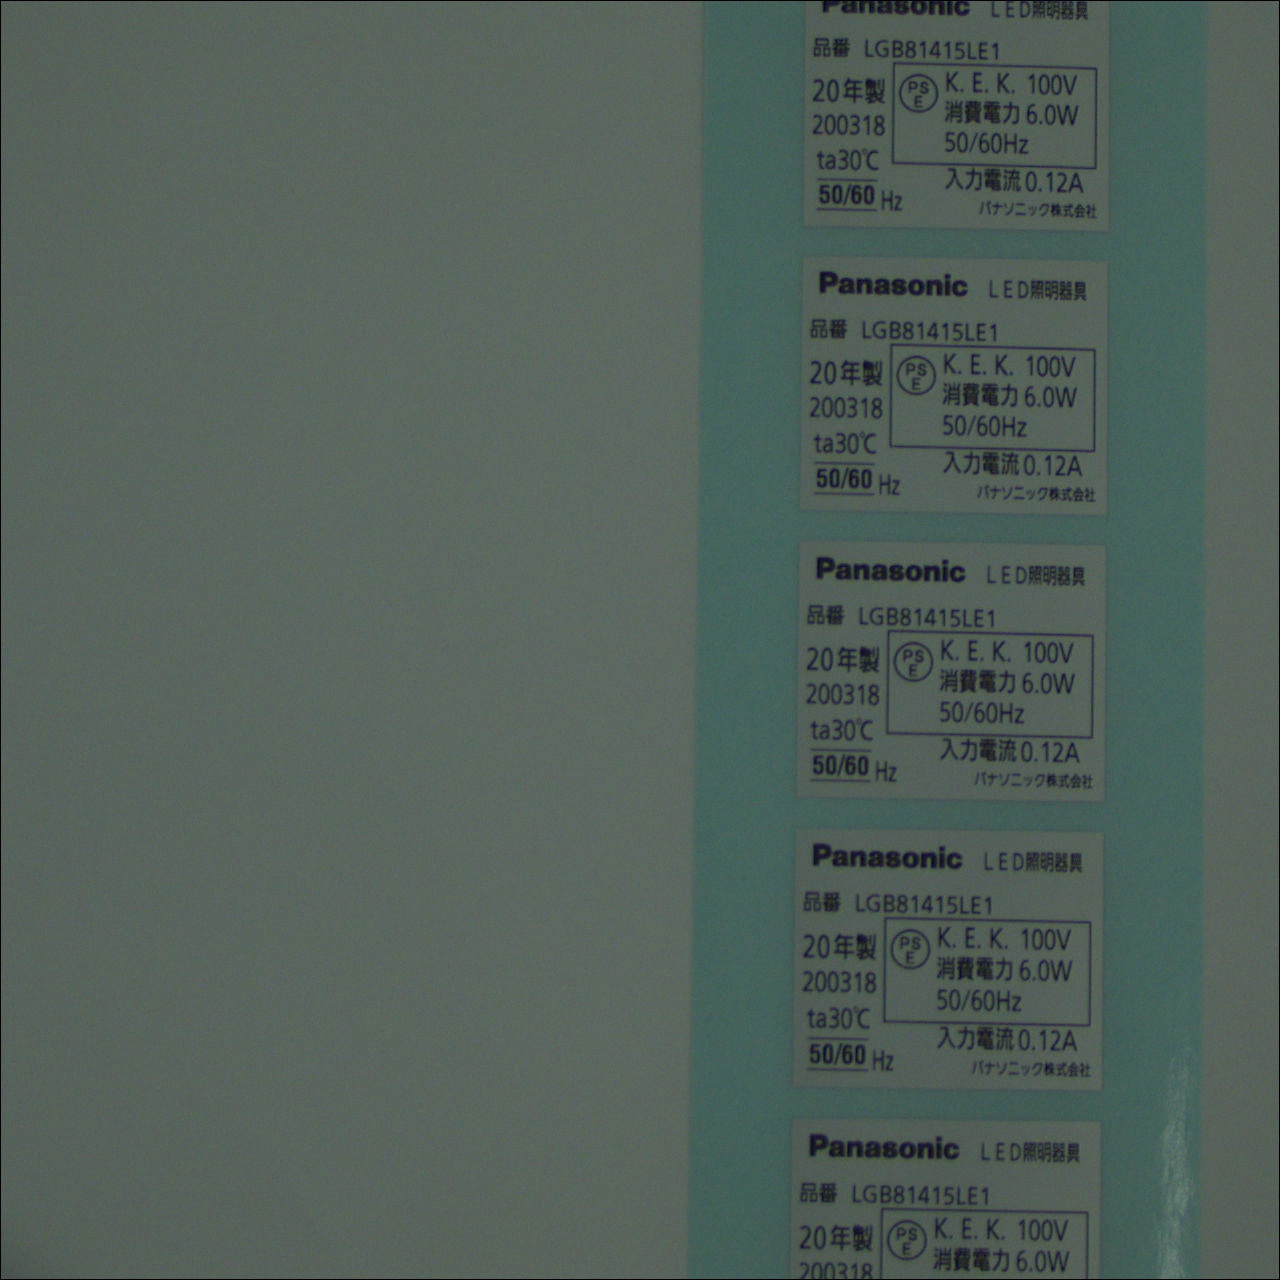 Panasonic LED照明器具
品番 LGB81415LE1
20年製
200318
ta30℃
50/60 Hz
PS
E
K. E. K. 100V
消費電力 6.0W
50/60Hz
入力電流 0.12A
パナソニック株式会社
Panasonic LED照明器具
品番 LGB81415LE1
20年製
200318
ta30℃
50/60 Hz
PS
E
K. E. K. 100V
消費電力 6.0W
50/60Hz
入力電流 0.12A
パナソニック株式会社
Panasonic LED照明器具
品番 LGB81415LE1
20年製
200318
ta30℃
50/60 Hz
PS
E
K. E. K. 100V
消費電力 6.0W
50/60Hz
入力電流 0.12A
パナソニック株式会社
Panasonic LED照明器具
品番 LGB81415LE1
20年製
200318
ta30℃
50/60 Hz
PS
E
K. E. K. 100V
消費電力 6.0W
50/60Hz
入力電流 0.12A
パナソニック株式会社
Panasonic LED照明器具
品番 LGB81415LE1
20年製
200318
PS
E
K. E. K. 100V
消費電力 6.0W